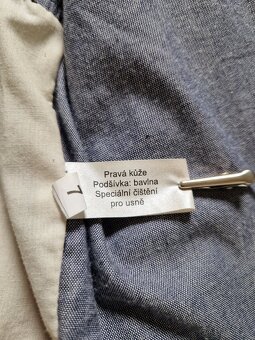 Pravá kůže
Podšívka: bavlna
Speciální čištění
pro usně
L